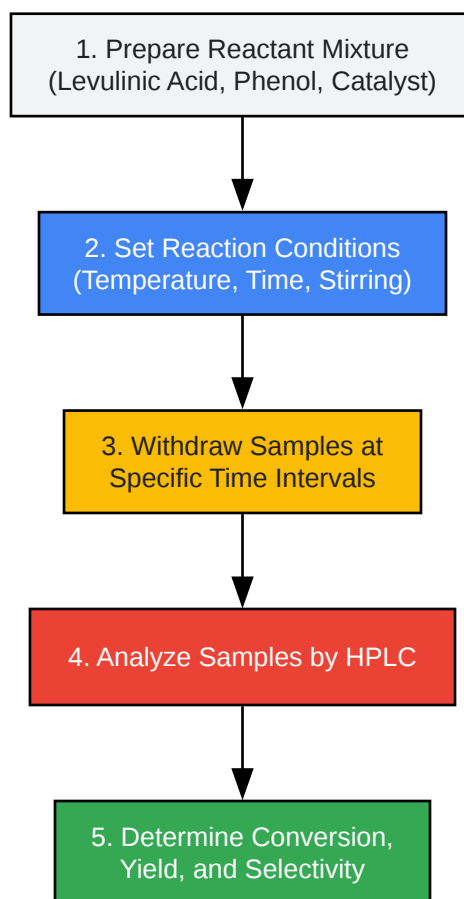 1. Prepare Reactant Mixture
(Levulinic Acid, Phenol, Catalyst)
2. Set Reaction Conditions
(Temperature, Time, Stirring)
3. Withdraw Samples at
Specific Time Intervals
4. Analyze Samples by HPLC
5. Determine Conversion,
Yield, and Selectivity